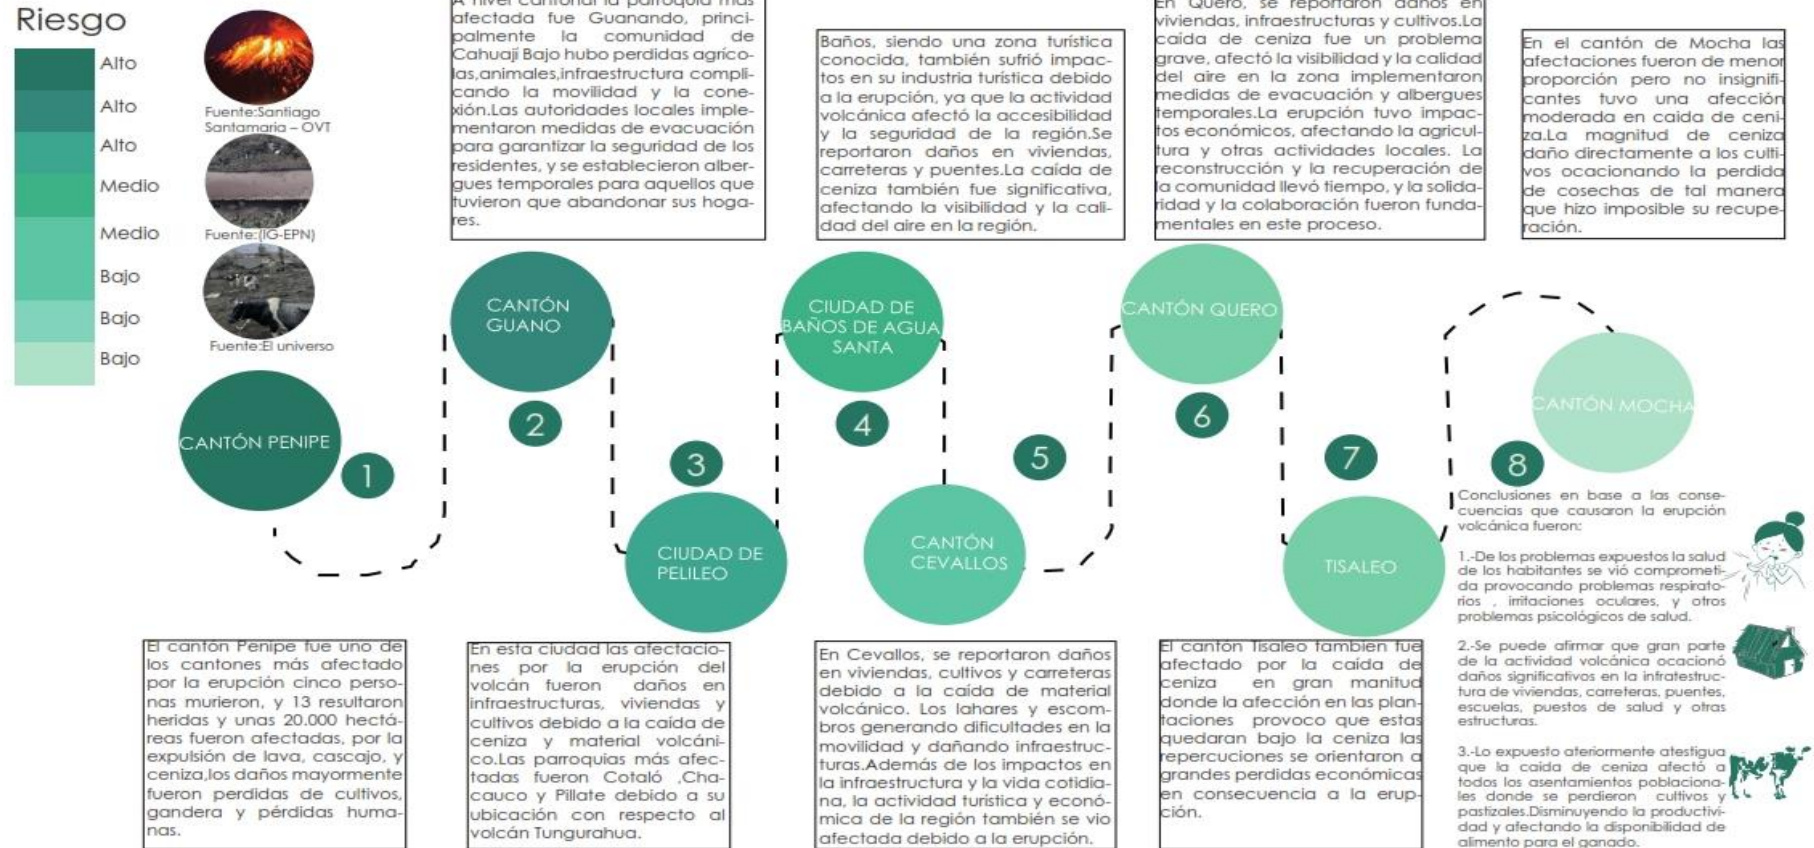 Riesgo
Alto
Alto
Alto
Medio
Medio
Bajo
Bajo
Bajo
Fuente:Santiago
Santamaria – OVT
Fuente:(IG-EPN)
Fuente:El universo
A nivel cantonal la parroquia más
afectada fue Guanando, princi-
palmente la comunidad de
Cahuají Bajo hubo perdidas agríco-
las,animales,infraestructura compli-
cando la movilidad y la cone-
xión.Las autoridades locales imple-
mentaron medidas de evacuación
para garantizar la seguridad de los
residentes, y se establecieron alber-
gues temporales para aquellos que
tuvieron que abandonar sus hoga-
res.
Baños, siendo una zona turística
conocida, también sufrió impac-
tos en su industria turística debido
a la erupción, ya que la actividad
volcánica afectó la accesibilidad
y la seguridad de la región.Se
reportaron daños en viviendas,
carreteras y puentes.La caída de
ceniza también fue significativa,
afectando la visibilidad y la cali-
dad del aire en la región.
En Quero, se reportaron daños en
viviendas, infraestructuras y cultivos.La
caída de ceniza fue un problema
grave, afectó la visibilidad y la calidad
del aire en la zona implementaron
medidas de evacuación y albergues
temporales.La erupción tuvo impac-
tos económicos, afectando la agricul-
tura y otras actividades locales. La
reconstrucción y la recuperación de
la comunidad llevó tiempo, y la solida-
ridad y la colaboración fueron funda-
mentales en este proceso.
En el cantón de Mocha las
afectaciones fueron de menor
proporción pero no insignifi-
cantes tuvo una afección
moderada en caida de ceni-
za.La magnitud de ceniza
daño directamente a los culti-
vos ocacionando la perdida
de cosechas de tal manera
que hizo imposible su recupe-
ración.
CANTÓN PENIPE
1
CANTÓN
GUANO
2
3
CIUDAD DE
PELILEO
CIUDAD DE
BAÑOS DE AGUA
SANTA
4
CANTÓN
CEVALLOS
5
CANTÓN QUERO
6
7
TISALEO
8
CANTÓN MOCHA
El cantón Penipe fue uno de
los cantones más afectado
por la erupción cinco perso-
nas murieron, y 13 resultaron
heridas y unas 20.000 hectá-
reas fueron afectadas, por la
expulsión de lava, cascajo, y
ceniza,los daños mayormente
fueron perdidas de cultivos,
gandera y pérdidas huma-
nas.
En esta ciudad las afectacio-
nes por la erupción del
volcán fueron daños en
infraestructuras, viviendas y
cultivos debido a la caída de
ceniza y material volcáni-
co.Las parroquias más afec-
tadas fueron Cotaló ,Cha-
cauco y Pillate debido a su
ubicación con respecto al
volcán Tungurahua.
En Cevallos, se reportaron daños
en viviendas, cultivos y carreteras
debido a la caída de material
volcánico. Los lahares y escom-
bros generando dificultades en la
movilidad y dañando infraestruc-
turas.Además de los impactos en
la infraestructura y la vida cotidia-
na, la actividad turística y econó-
mica de la región también se vio
afectada debido a la erupción.
El cantón Tisaleo tambien fue
afectado por la caída de
ceniza en gran manitud
donde la afección en las plan-
taciones provoco que estas
quedaran bajo la ceniza las
repercuciones se orientaron a
grandes perdidas económicas
en consecuencia a la erup-
ción.
Conclusiones en base a las conse-
cuencias que causaron la erupción
volcánica fueron:
1.-De los problemas expuestos la salud
de los habitantes se vió comprometi-
da provocando problemas respirato-
rios , irritaciones oculares, y otros
problemas psicológicos de salud.
2.-Se puede afirmar que gran parte
de la actividad volcánica ocacionó
daños significativos en la infratestruc-
tura de viviendas, carreteras, puentes,
escuelas, puestos de salud y otras
estructuras.
3.-Lo expuesto ateriormente atestigua
que la caida de ceniza afectó a
todos los asentamientos poblaciona-
les donde se perdieron cultivos y
pastizales.Disminuyendo la productivi-
dad y afectando la disponibilidad de
alimento para el ganado.